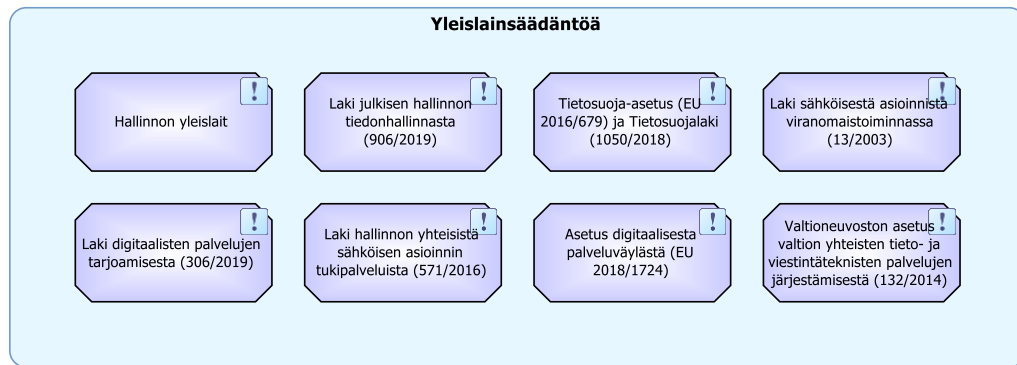 Yleislainsäädäntöä
Hallinnon yleislait
Laki julkisen hallinnon
tiedonhallinnasta
(906/2019)
Tietosuoja-asetus (EU
2016/679) ja Tietosuojalaki
(1050/2018)
Laki sähköisestä asioinnista
viranomaistoiminnassa
(13/2003)
Laki digitaalisten palvelujen
tarjoamisesta (306/2019)
Laki hallinnon yhteisistä
sähköisen asioinnin
tukipalveluista (571/2016)
Asetus digitaalisesta
palveluväylästä (EU
2018/1724)
Valtioneuvoston asetus
valtion yhteisten tieto- ja
viestintäteknisten palvelujen
järjestämisestä (132/2014)